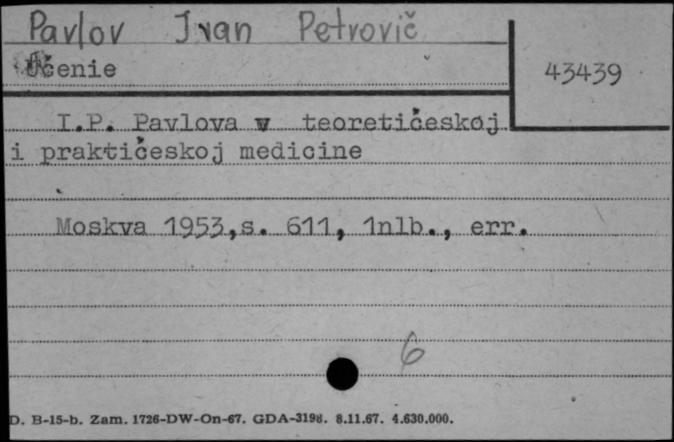 Pavlov Ivan Petrovič
Učenie
43439
I.P. Pavlova v teoretičeskoj
i praktičeskoj medicine
Moskva 1953,s. 611, 1nlb., err.
6
D. B-15-b. Zam. 1726-DW-On-67. GDA-3198. 8.11.67. 4.630.000.